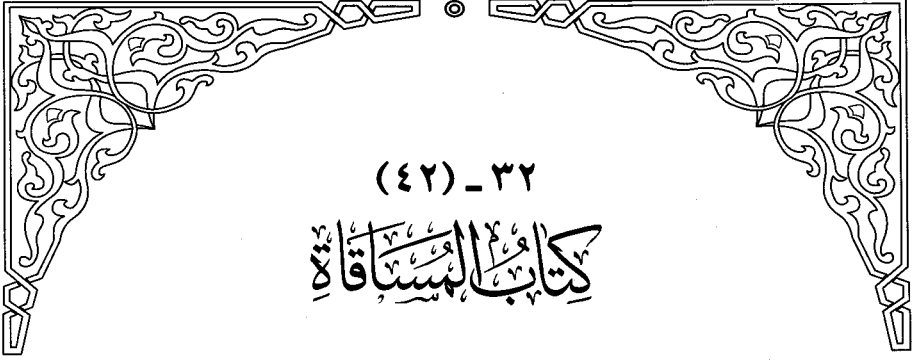 ٣٢ - (٤٢)
كِتَابُ المُسَاقَاةِ